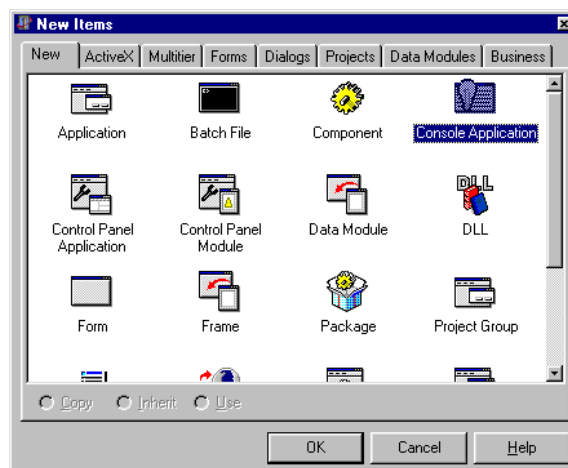 New Items
New ActiveX Multitier Forms Dialogs Projects Data Modules Business
Application Batch File Component Console Application
Control Panel Application Control Panel Module Data Module DLL
Form Frame Package Project Group
Copy Inherit Use
OK Cancel Help